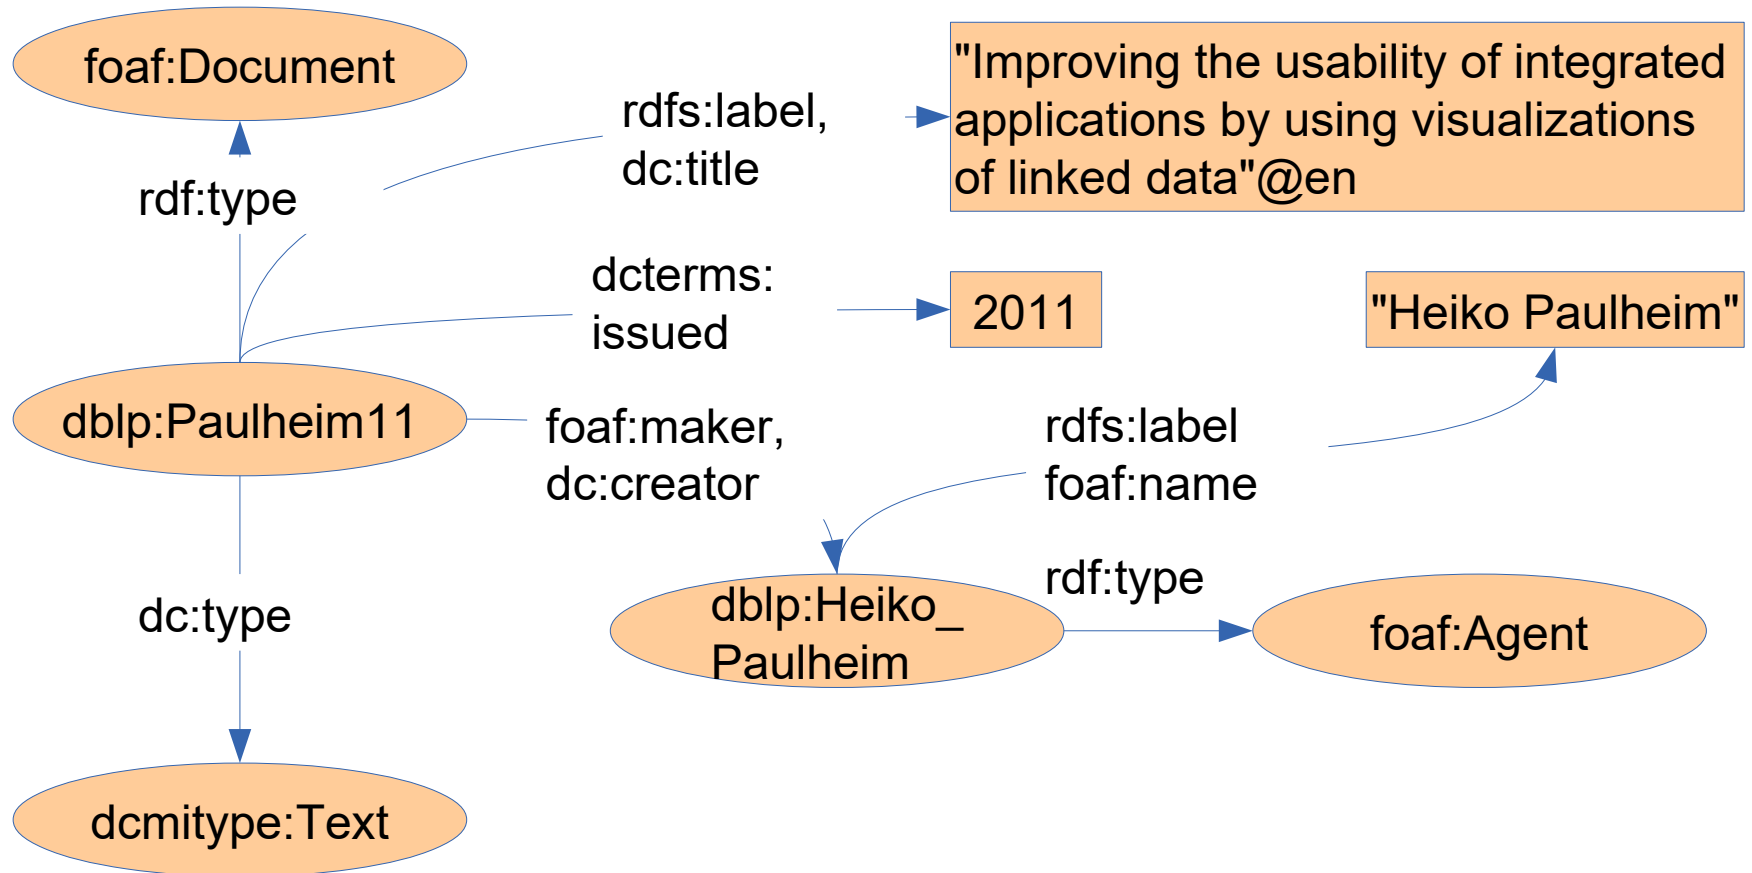 foaf:Document
rdfs:label,
dc:title
"Improving the usability of integrated
applications by using visualizations
of linked data"@en
rdf:type
dcterms:
issued
2011
"Heiko Paulheim"
dblp:Paulheim11
foaf:maker,
dc:creator
rdfs:label
foaf:name
dc:type
dblp:Heiko_
Paulheim
rdf:type
foaf:Agent
dcmitype:Text